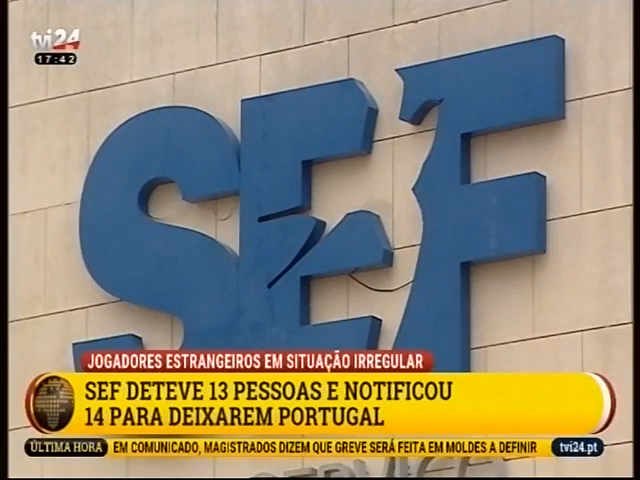 tvi24
17:42
SEF
JOGADORES ESTRANGEIROS EM SITUAÇÃO IRREGULAR
SEF DETEVE 13 PESSOAS E NOTIFICOU
14 PARA DEIXAREM PORTUGAL
ÚLTIMA HORA EM COMUNICADO, MAGISTRADOS DIZEM QUE GREVE SERÁ FEITA EM MOLDES A DEFINIR tvi24.pt